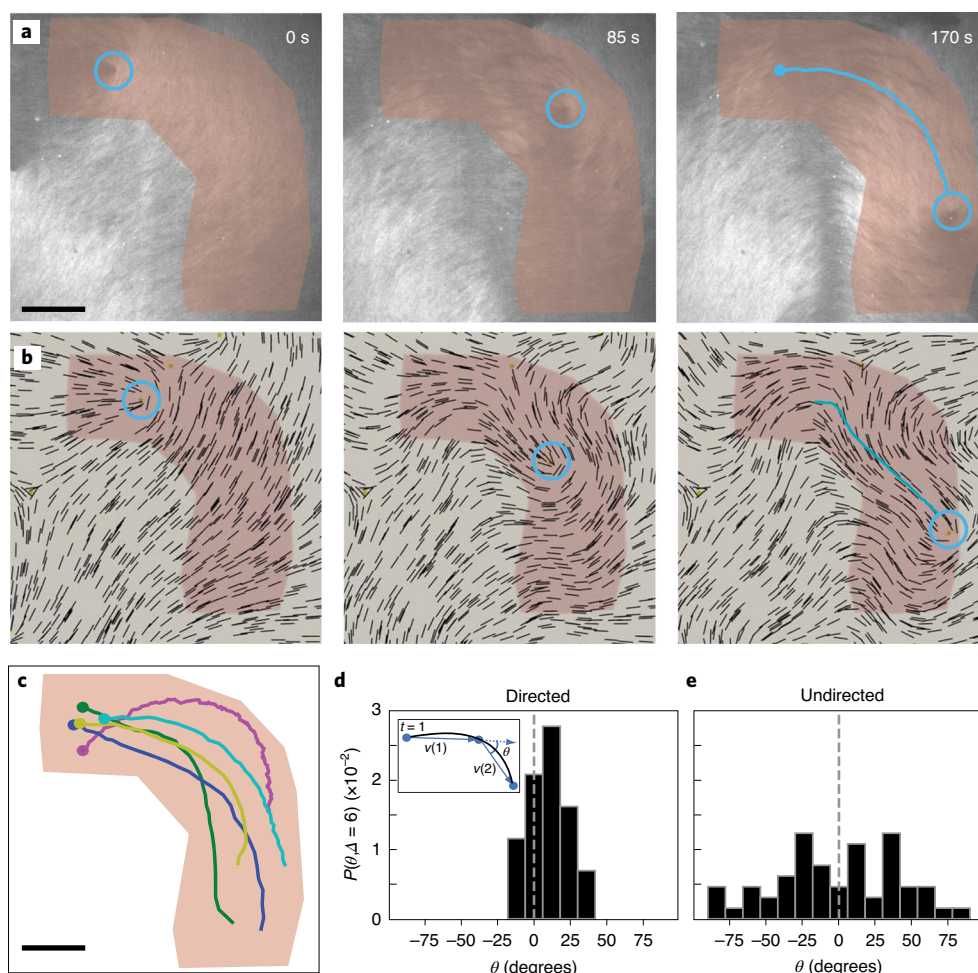 a
0 s
85 s
170 s
b
c
d
Directed
e
Undirected
t = 1
v(1)
v(2)
θ
P(θ,Δ = 6) (×10⁻²)
3
2
1
0
−75 −50 −25 0 25 50 75
−75 −50 −25 0 25 50 75
θ (degrees)
θ (degrees)